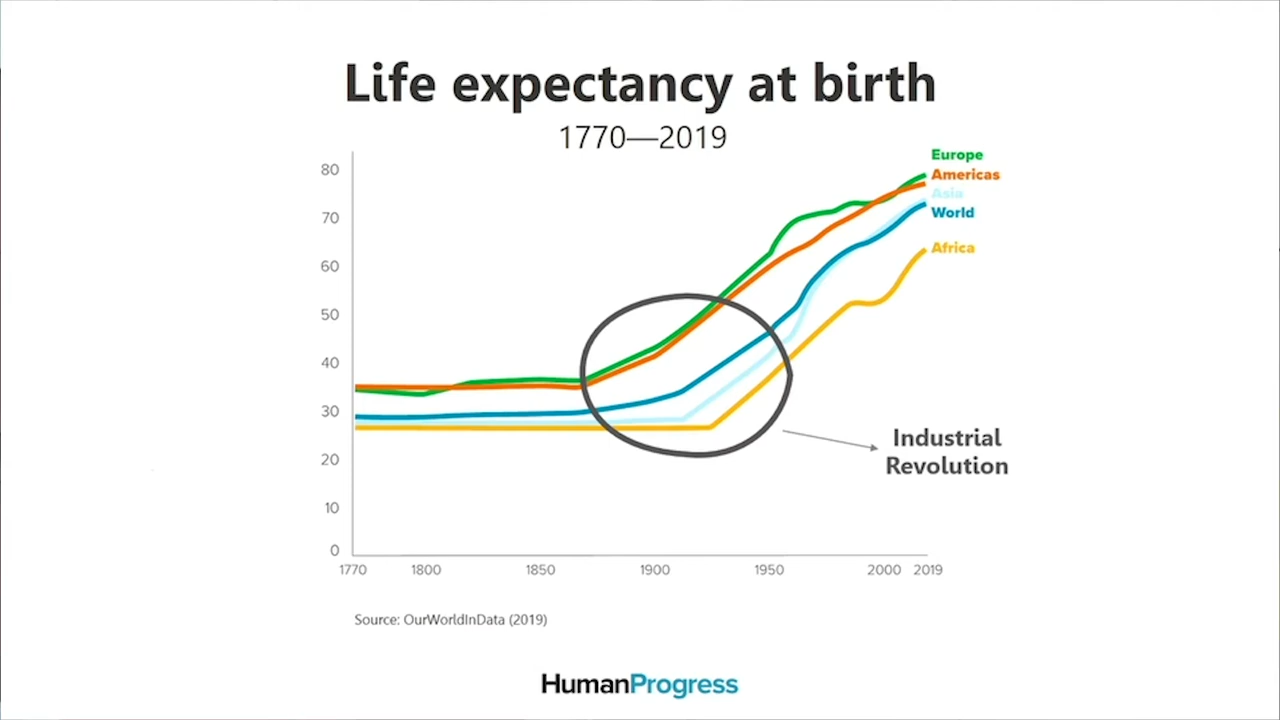 Life expectancy at birth
1770—2019
80
70
60
50
40
30
20
10
0
Europe
Americas
Asia
World
Africa
Industrial
Revolution
1770
1800
1850
1900
1950
2000
2019
Source: OurWorldInData (2019)
HumanProgress